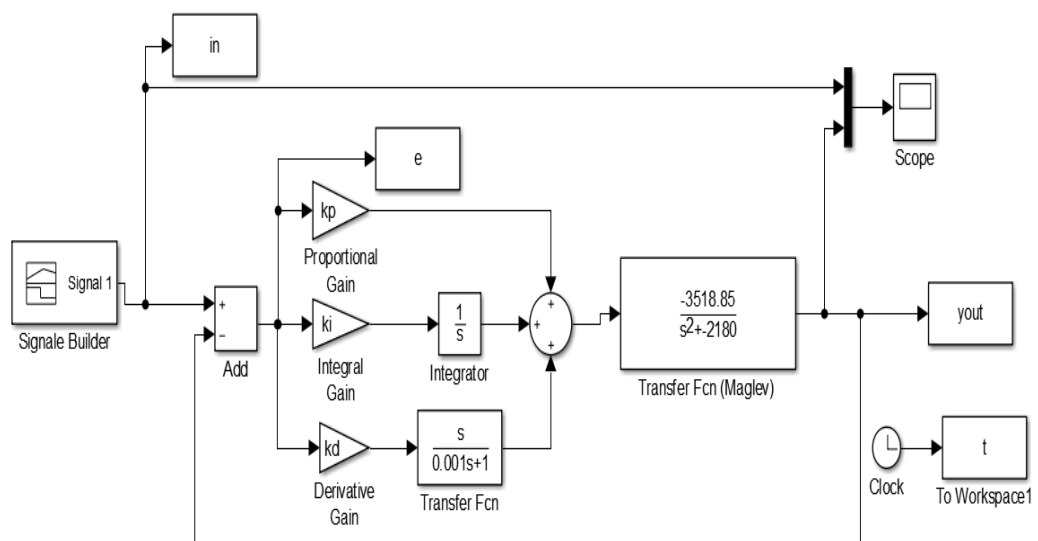 in
Scope
e
kp
Proportional
Gain
Signal 1
Signale Builder
+
−
Add
ki
Integral
Gain
1
s
Integrator
+
+
+
-3518.85
s2+-2180
Transfer Fcn (Maglev)
yout
kd
Derivative
Gain
s
0.001s+1
Transfer Fcn
Clock
t
To Workspace1